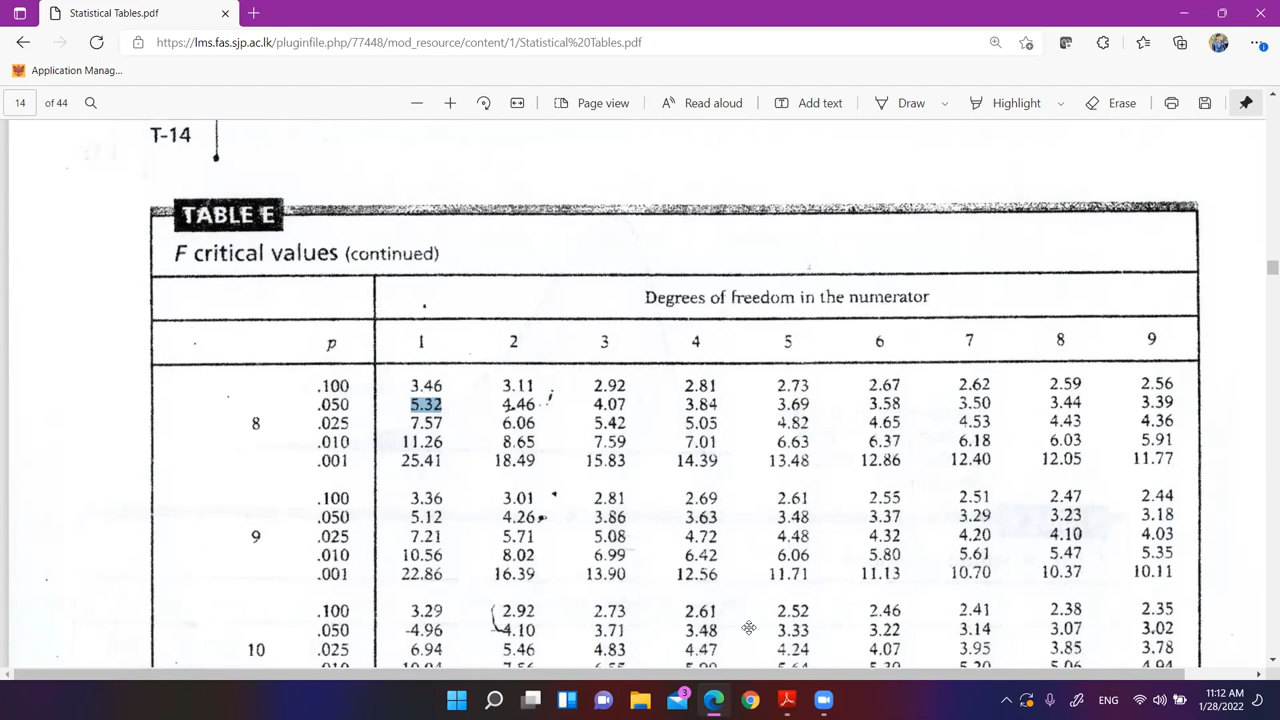 Statistical Tables.pdf
https://lms.fas.sjp.ac.lk/pluginfile.php/77448/mod_resource/content/1/Statistical%20Tables.pdf
Application Manag...
14 of 44 Page view Read aloud Add text Draw Highlight Erase
T-14
TABLE E
F critical values (continued)
Degrees of freedom in the numerator
p 1 2 3 4 5 6 7 8 9
.100 3.46 3.11 2.92 2.81 2.73 2.67 2.62 2.59 2.56
.050 5.32 4.46 4.07 3.84 3.69 3.58 3.50 3.44 3.39
8 .025 7.57 6.06 5.42 5.05 4.82 4.65 4.53 4.43 4.36
.010 11.26 8.65 7.59 7.01 6.63 6.37 6.18 6.03 5.91
.001 25.41 18.49 15.83 14.39 13.48 12.86 12.40 12.05 11.77
.100 3.36 3.01 2.81 2.69 2.61 2.55 2.51 2.47 2.44
.050 5.12 4.26 3.86 3.63 3.48 3.37 3.29 3.23 3.18
9 .025 7.21 5.71 5.08 4.72 4.48 4.32 4.20 4.10 4.03
.010 10.56 8.02 6.99 6.42 6.06 5.80 5.61 5.47 5.35
.001 22.86 16.39 13.90 12.56 11.71 11.13 10.70 10.37 10.11
.100 3.29 2.92 2.73 2.61 2.52 2.46 2.41 2.38 2.35
.050 4.96 4.10 3.71 3.48 3.33 3.22 3.14 3.07 3.02
10 .025 6.94 5.46 4.83 4.47 4.24 4.07 3.95 3.85 3.78
3
ENG
11:12 AM
1/28/2022